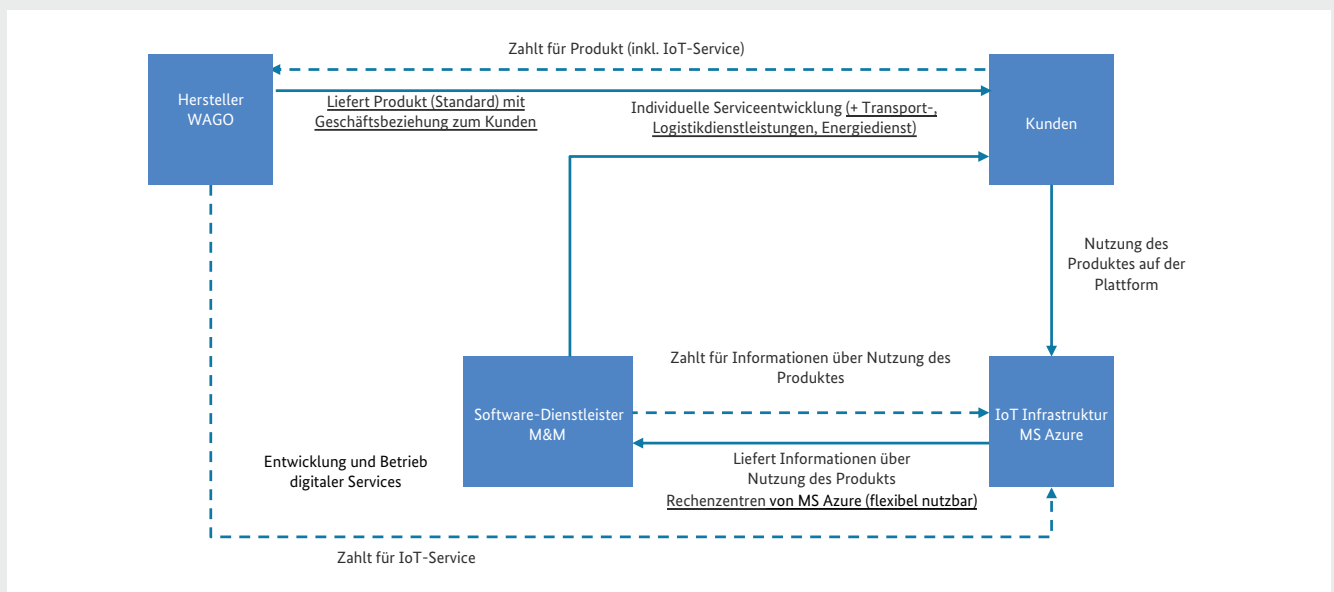 Zahlt für Produkt (inkl. IoT-Service)
Hersteller
WAGO
Liefert Produkt (Standard) mit
Geschäftsbeziehung zum Kunden
Individuelle Serviceentwicklung (+ Transport-,
Logistikdienstleistungen, Energiedienst)
Kunden
Nutzung des
Produktes auf der
Plattform
Zahlt für Informationen über Nutzung des
Produktes
Software-Dienstleister
M&M
IoT Infrastruktur
MS Azure
Entwicklung und Betrieb
digitaler Services
Liefert Informationen über
Nutzung des Produkts
Rechenzentren von MS Azure (flexibel nutzbar)
Zahlt für IoT-Service